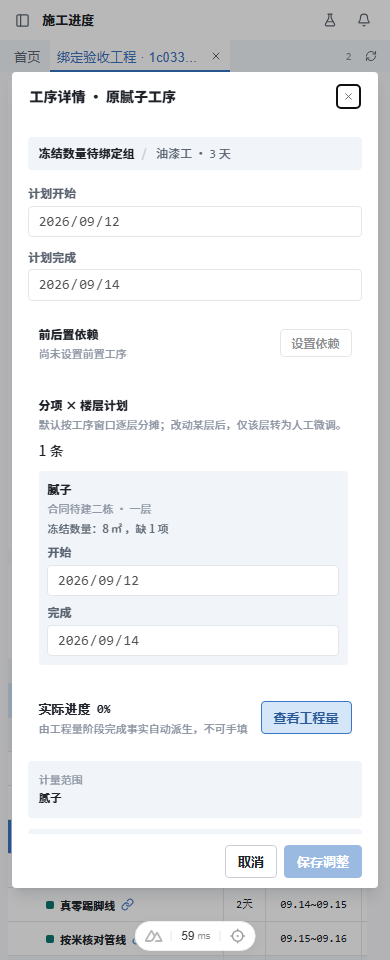 施工进度
首页
绑定验收工程 · 1c033...
2
工序详情 · 原腻子工序
冻结数量待绑定组 / 油漆工 · 3 天
计划开始
2026/09/12
计划完成
2026/09/14
前后置依赖
尚未设置前置工序
设置依赖
分项 × 楼层计划
默认按工序窗口逐层分摊；改动某层后，仅该层转为人工微调。
1 条
腻子
合同待建二栋 · 一层
冻结数量：8 ㎡，缺 1 项
开始
2026/09/12
完成
2026/09/14
实际进度 0%
由工程量阶段完成事实自动派生，不可手填
查看工程量
计量范围
腻子
取消
保存调整
真零踢脚线
2天
09.14~09.15
按米核对管线
09.15~09.16
59 ms